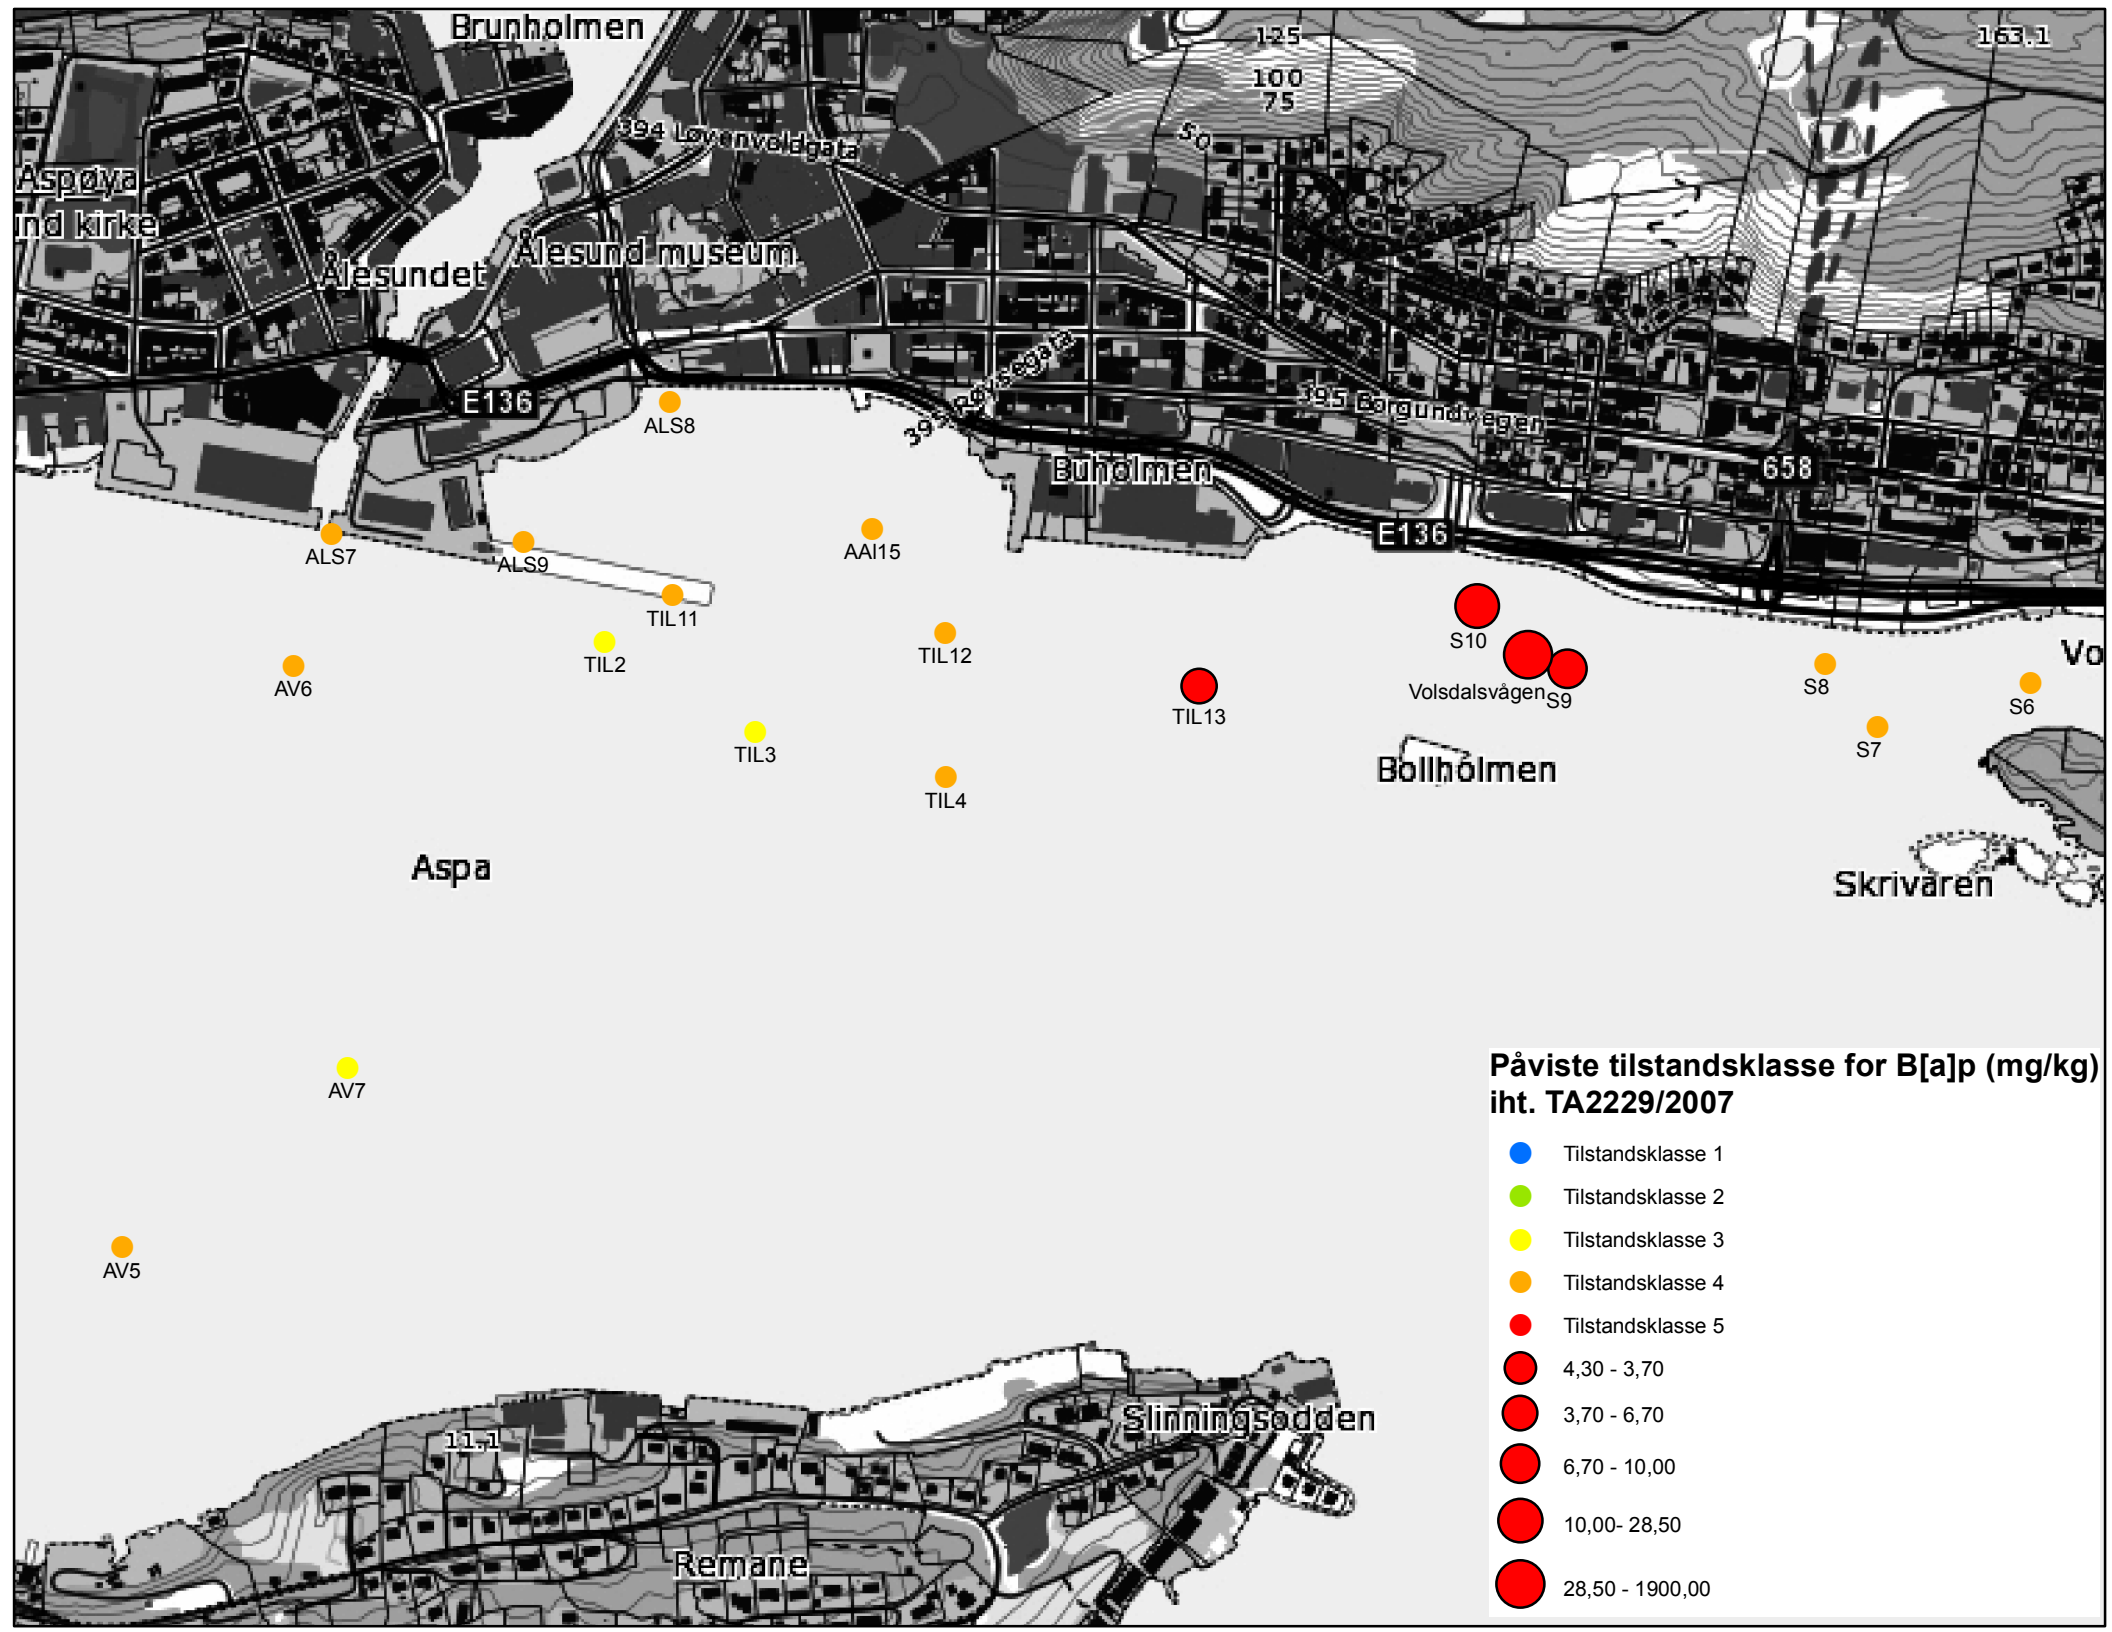 Brunholmen
125
163.1
100
75
394 Løvenvoldgata
50
Aspøya
und kirke
Ålesund museum
Ålesundet
E136
ALS8
395 Borgundvegen
Buholmen
658
E136
ALS7
ALS9
AAI15
TIL11
TIL12
S10
TIL2
Vo
AV6
Volsdalsvågen
S9
S8
S6
TIL13
TIL3
S7
Bollholmen
TIL4
Aspa
Skrivaren
AV7
AV5
Påviste tilstandsklasse for B[a]p (mg/kg)
iht. TA2229/2007
Tilstandsklasse 1
Tilstandsklasse 2
Tilstandsklasse 3
Tilstandsklasse 4
Tilstandsklasse 5
4,30 - 3,70
3,70 - 6,70
6,70 - 10,00
10,00- 28,50
28,50 - 1900,00
Slinningsodden
11.1
Remane